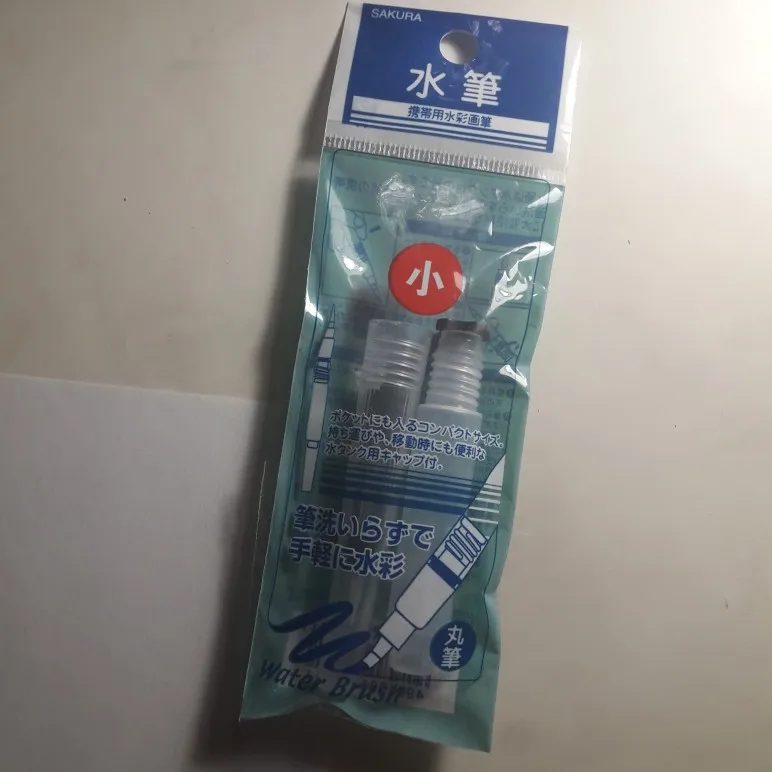 SAKURA
水筆
携帯用水彩画筆
小
ポケットにも入るコンパクトサイズ。
持ち運びや、移動時にも便利な
水タンク用キャップ付。
筆洗いらずで
手軽に水彩
丸筆
Water Brush